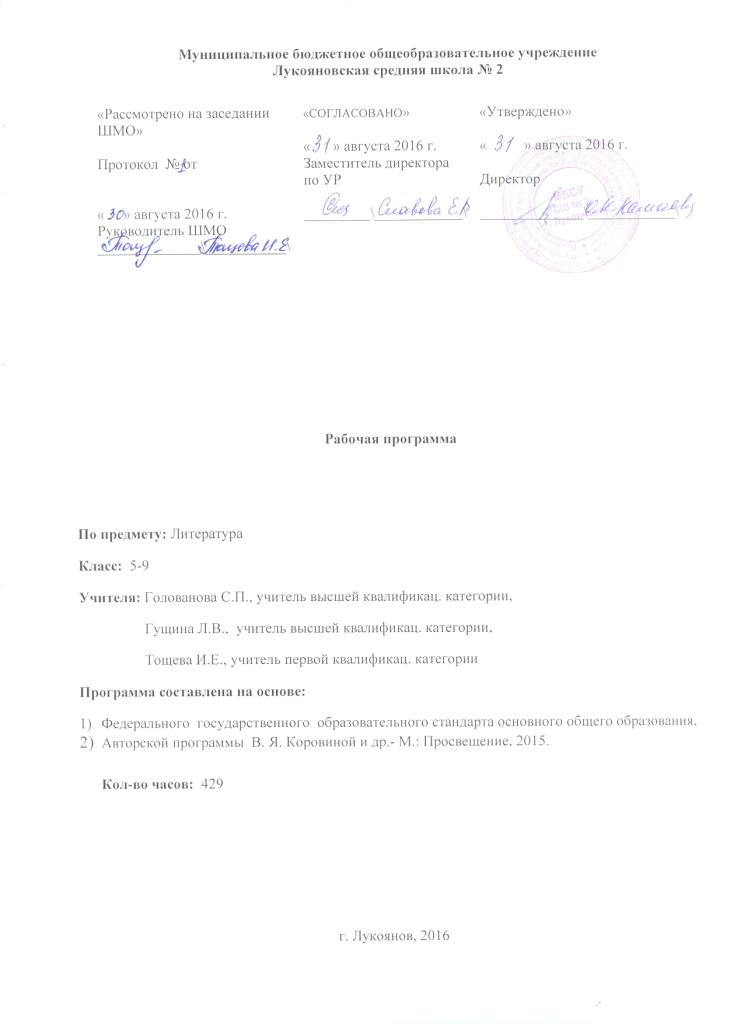 Муниципальное бюджетное общеобразовательное учреждение
Лукояновская средняя школа № 2
«Рассмотрено на заседании
ШМО»
Протокол №1 от
«30» августа 2016 г.
Руководитель ШМО
Тощева И.Е.
«СОГЛАСОВАНО»
«31» августа 2016 г.
Заместитель директора
по УР
Славова Е.В.
«Утверждено»
« 31 » августа 2016 г.
Директор
МБОУ
Рабочая программа
По предмету: Литература
Класс: 5-9
Учителя: Голованова С.П., учитель высшей квалификац. категории,
Гущина Л.В., учитель высшей квалификац. категории,
Тощева И.Е., учитель первой квалификац. категории
Программа составлена на основе:
1) Федерального государственного образовательного стандарта основного общего образования,
2) Авторской программы В. Я. Коровиной и др.- М.: Просвещение, 2015.
Кол-во часов: 429
г. Лукоянов, 2016